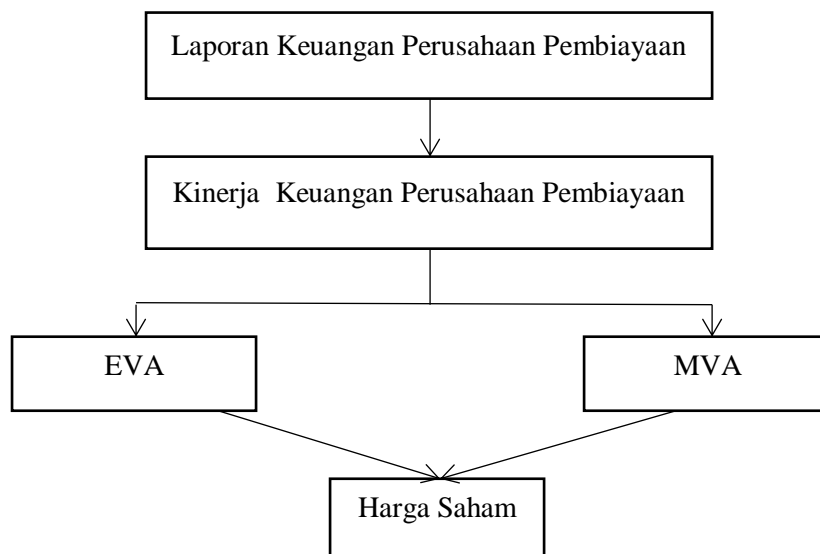 Laporan Keuangan Perusahaan Pembiayaan
Kinerja Keuangan Perusahaan Pembiayaan
EVA
MVA
Harga Saham